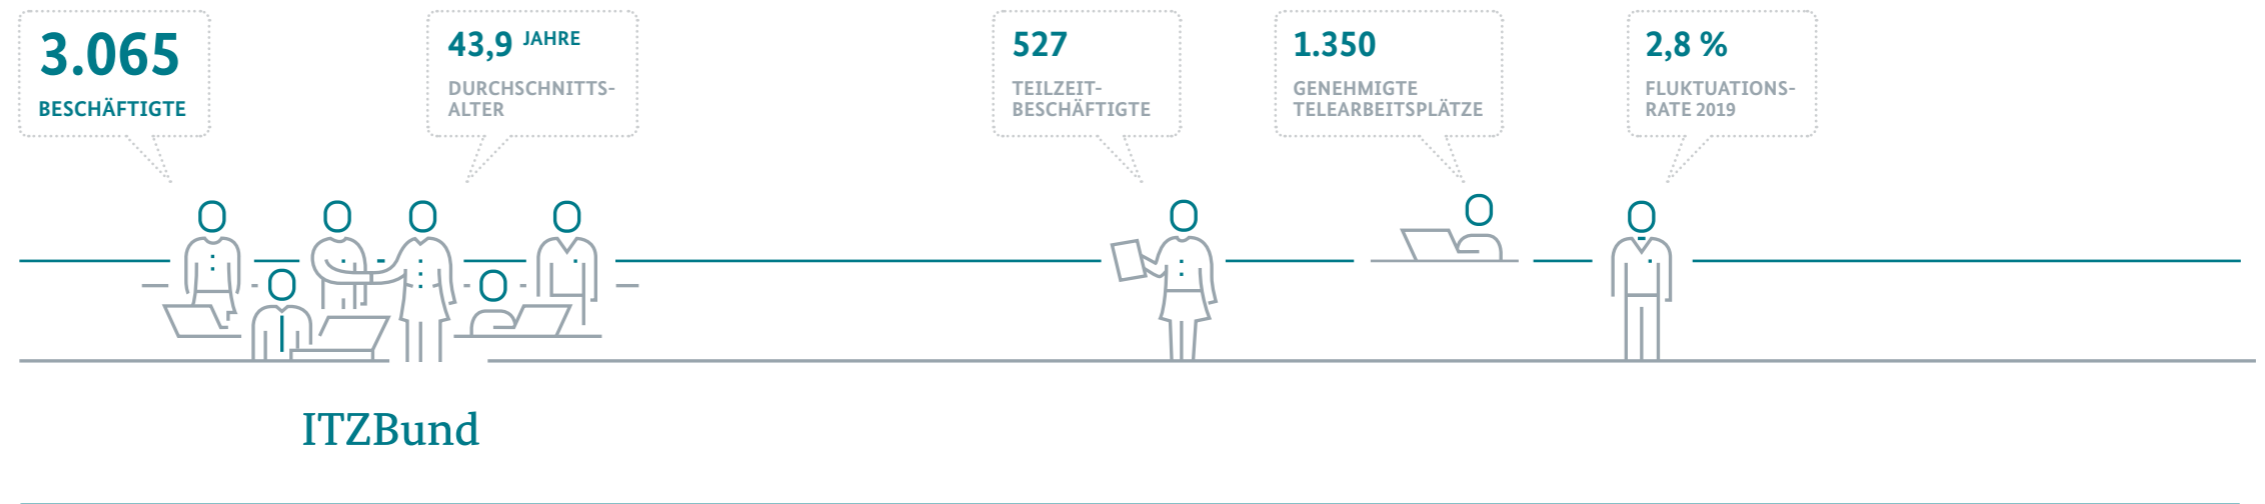 3.065
BESCHÄFTIGTE
43,9 JAHRE
DURCHSCHNITTS-
ALTER
527
TEILZEIT-
BESCHÄFTIGTE
1.350
GENEHMIGTE
TELEARBEITSPLÄTZE
2,8 %
FLUKTUATIONS-
RATE 2019
ITZBund